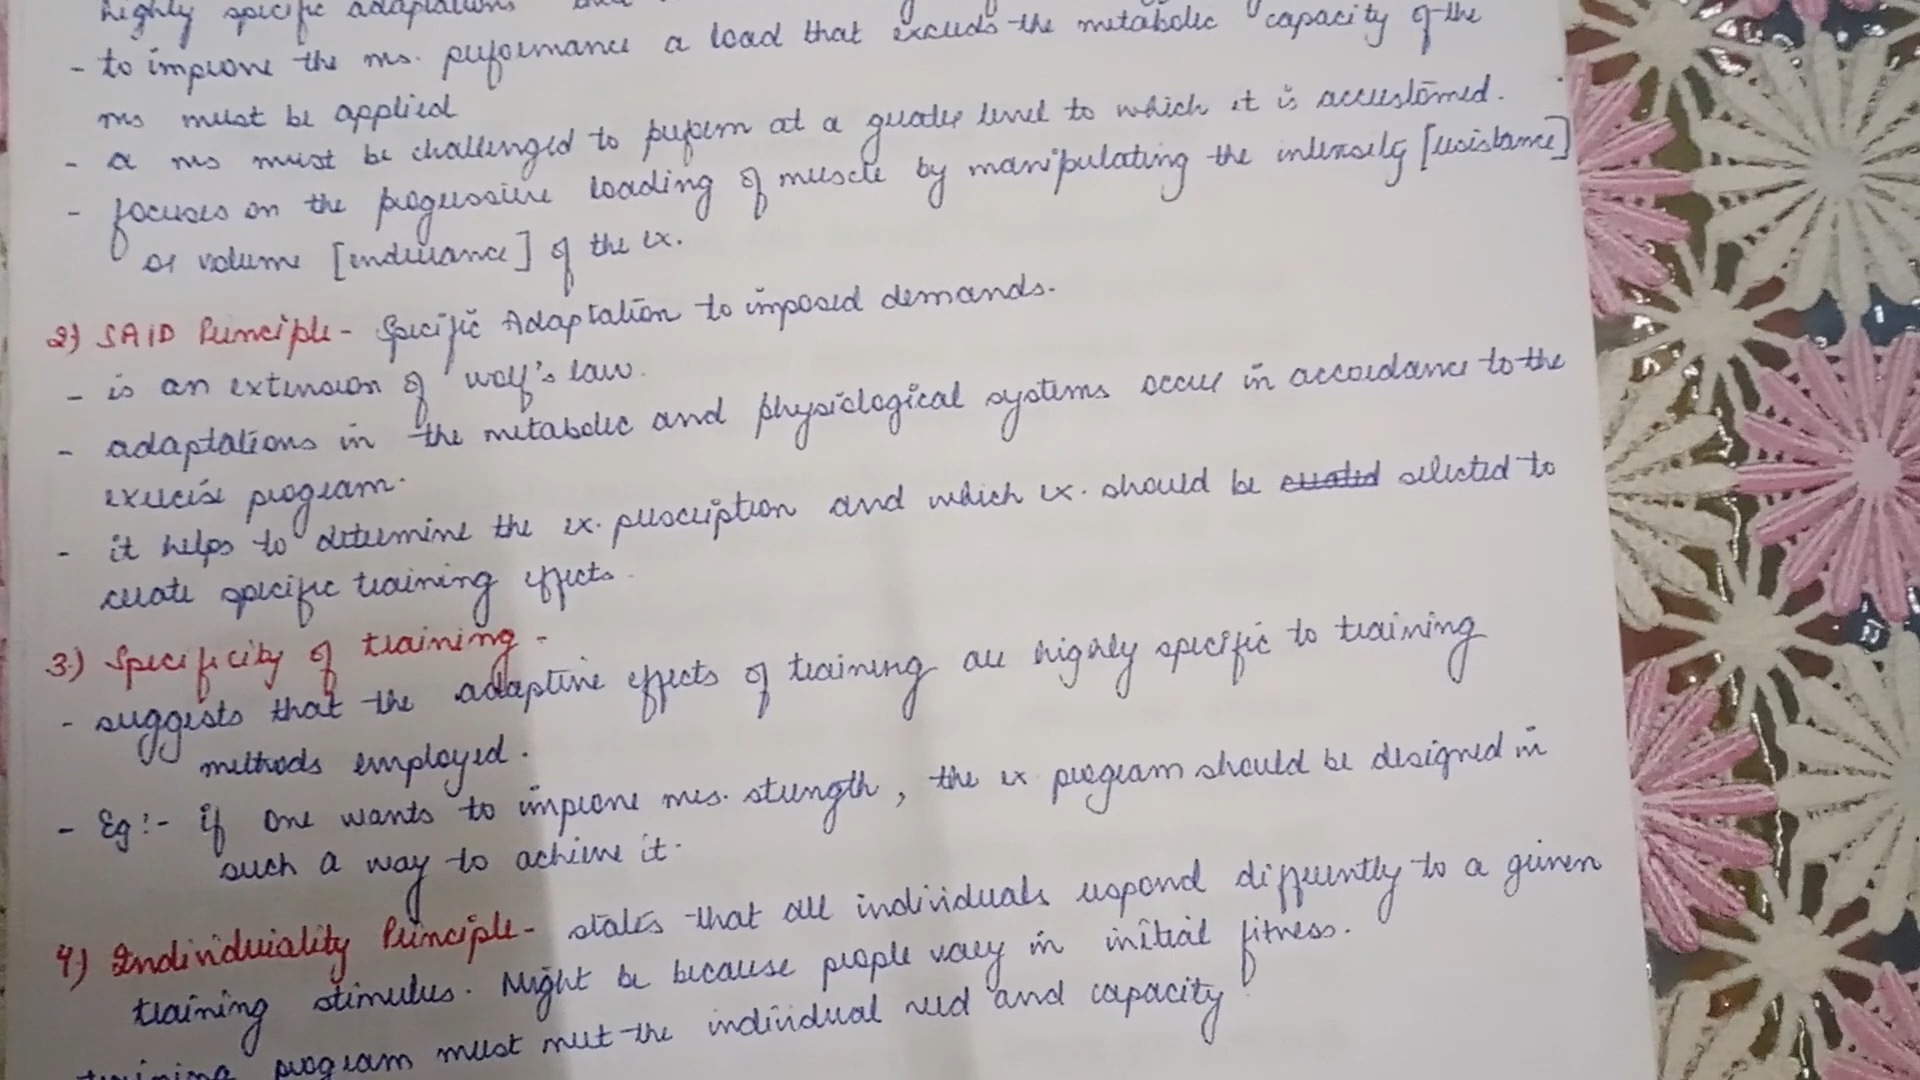 highly specific adaptations
- to improve the ms. performance a load that exceeds the metabolic capacity of the
ms must be applied
- a ms must be challenged to perform at a greater level to which it is accustomed.
- focuses on the progressive loading of muscle by manipulating the intensity [resistance]
or volume [endurance] of the ex.
2) SAID Principle - Specific Adaptation to imposed demands.
- is an extension of wolf's law.
- adaptations in the metabolic and physiological systems occur in accordance to the
exercise program.
- it helps to determine the ex. prescription and which ex. should be created selected to
create specific training effects.
3.) Specificity of training -
- suggests that the adaptive effects of training are highly specific to training
methods employed.
- Eg :- if one wants to improve ms. strength, the ex program should be designed in
such a way to achieve it.
4) Individuality Principle - states that all individuals respond differently to a given
training stimulus. Might be because people vary in initial fitness.
training program must meet the individual need and capacity